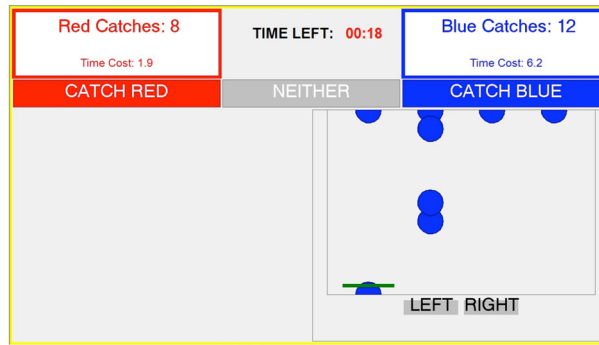 Red Catches: 8
Time Cost: 1.9
TIME LEFT: 00:18
Blue Catches: 12
Time Cost: 6.2
CATCH RED
NEITHER
CATCH BLUE
LEFT
RIGHT